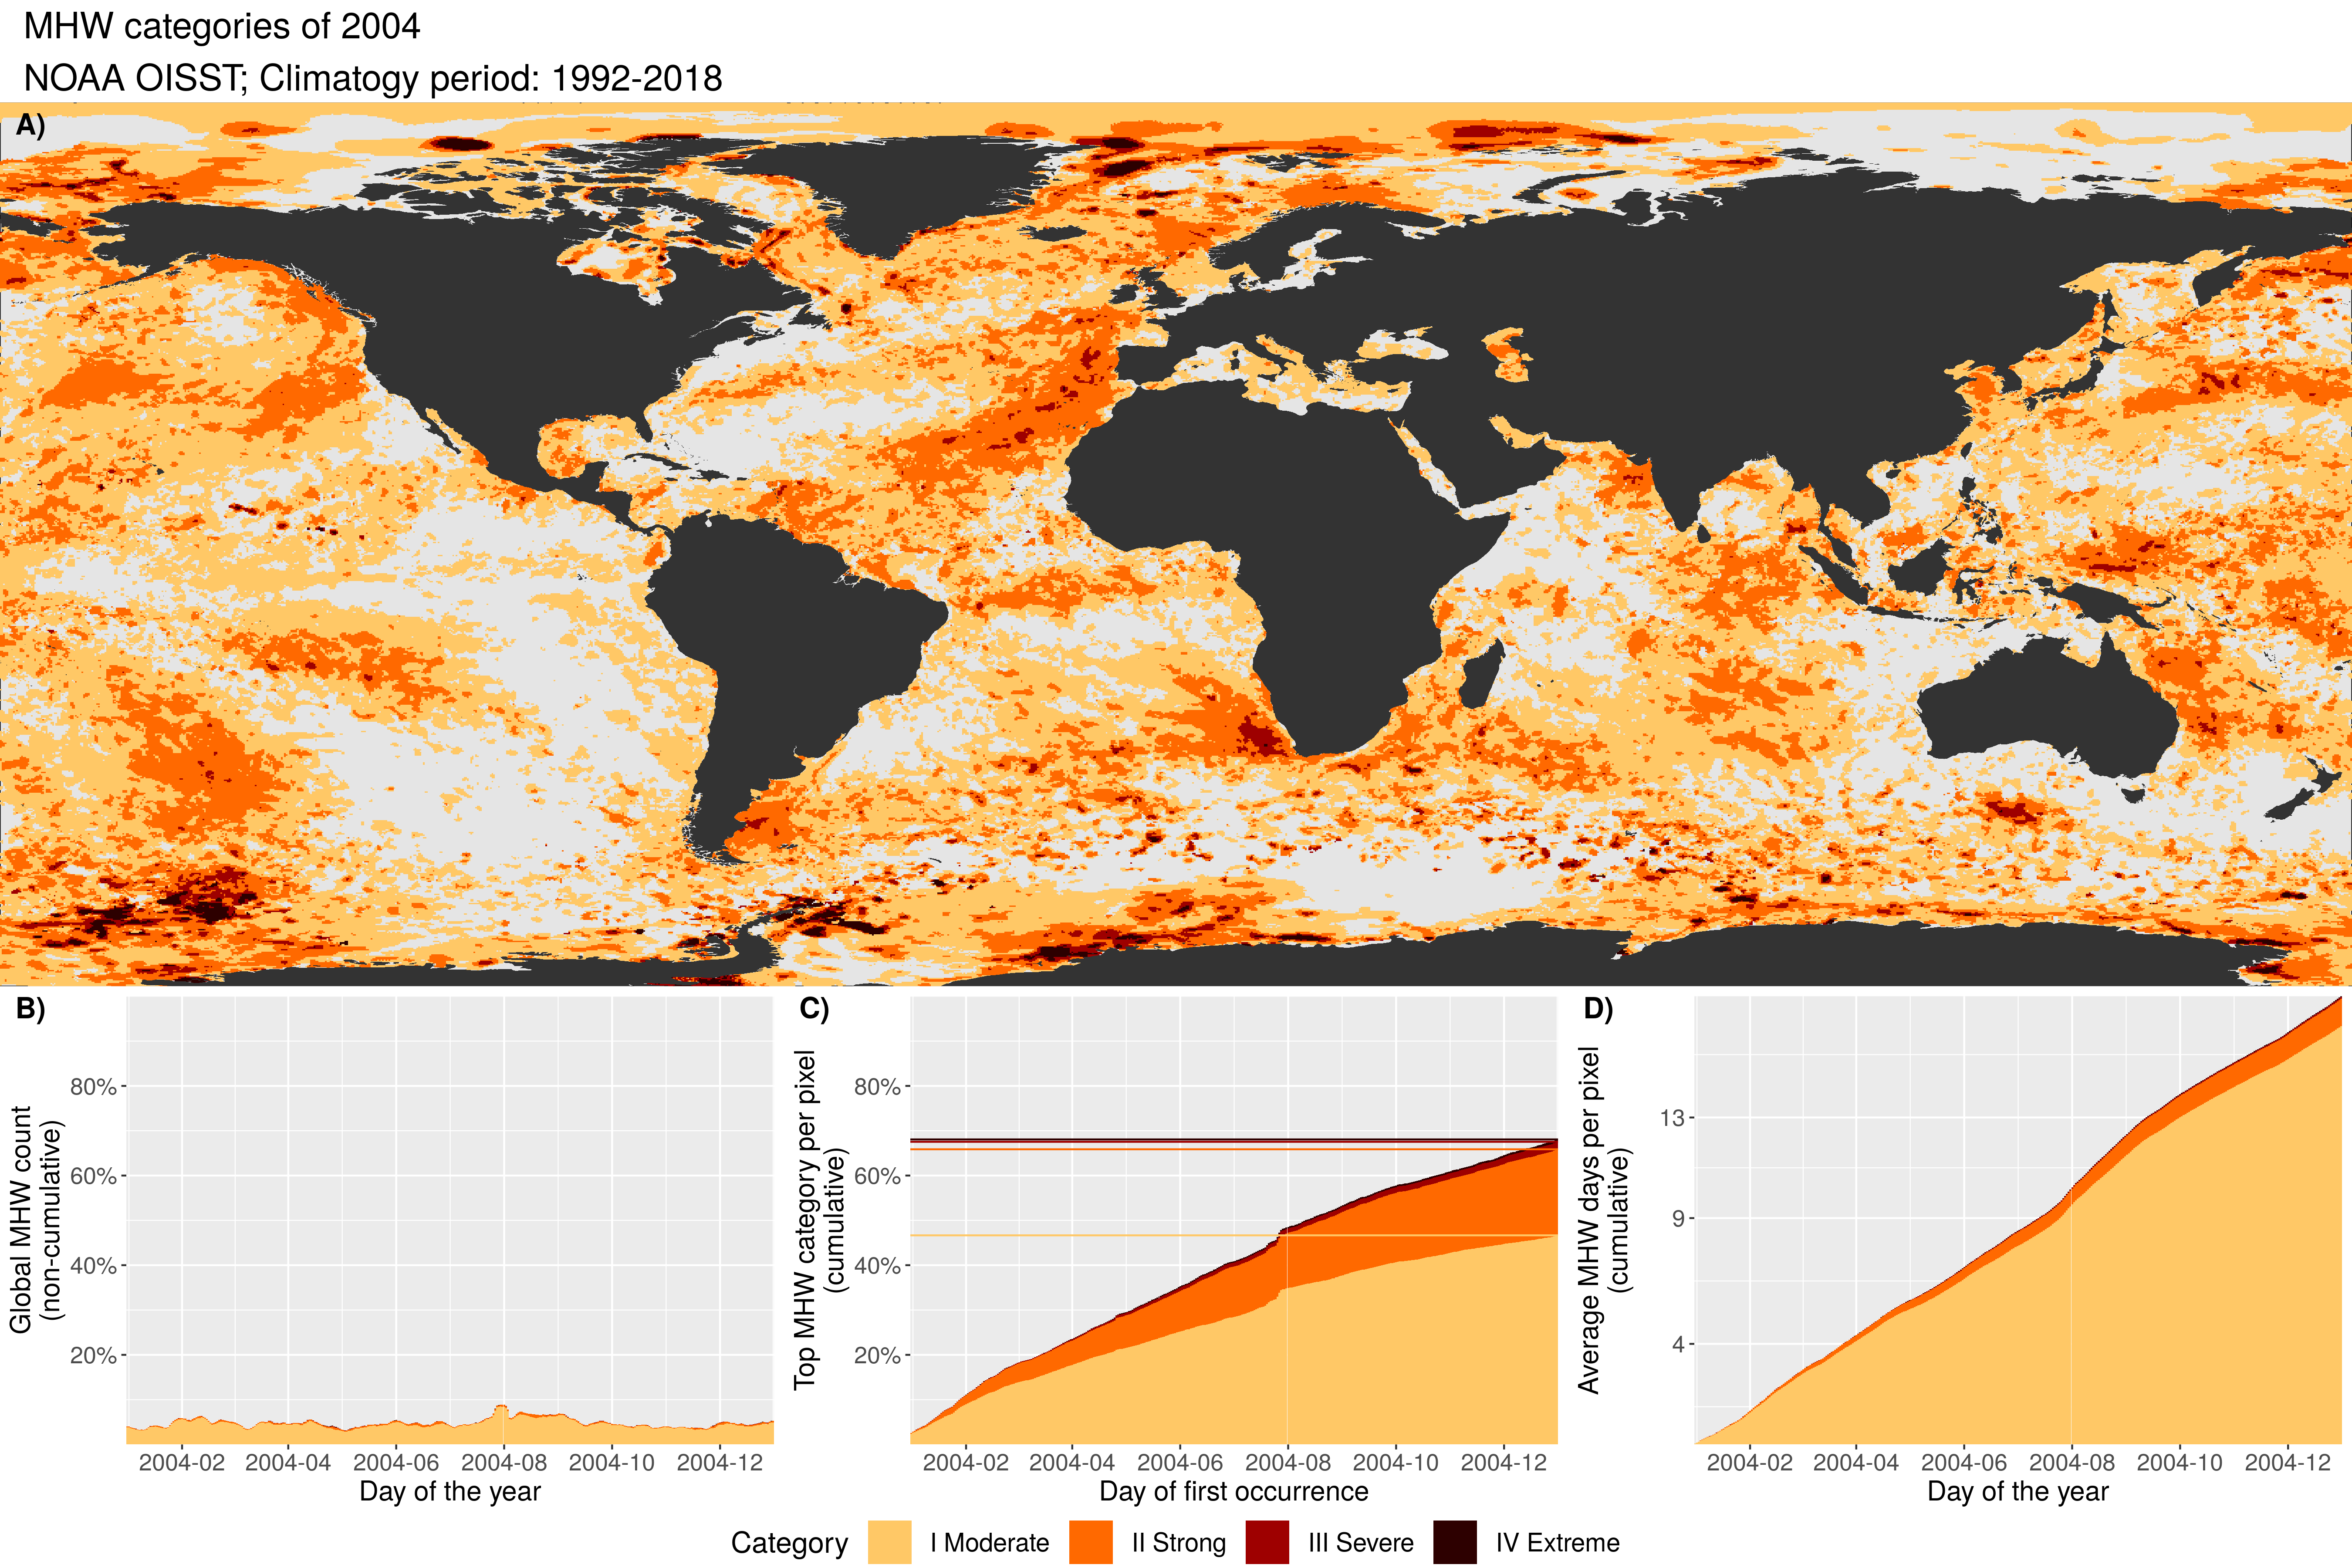 MHW categories of 2004
NOAA OISST; Climatogy period: 1992-2018
A)
B)
Global MHW count
(non-cumulative)
80%
60%
40%
20%
2004-02 2004-04 2004-06 2004-08 2004-10 2004-12
Day of the year
C)
Top MHW category per pixel
(cumulative)
80%
60%
40%
20%
2004-02 2004-04 2004-06 2004-08 2004-10 2004-12
Day of first occurrence
D)
Average MHW days per pixel
(cumulative)
13
9
4
2004-02 2004-04 2004-06 2004-08 2004-10 2004-12
Day of the year
Category I Moderate II Strong III Severe IV Extreme